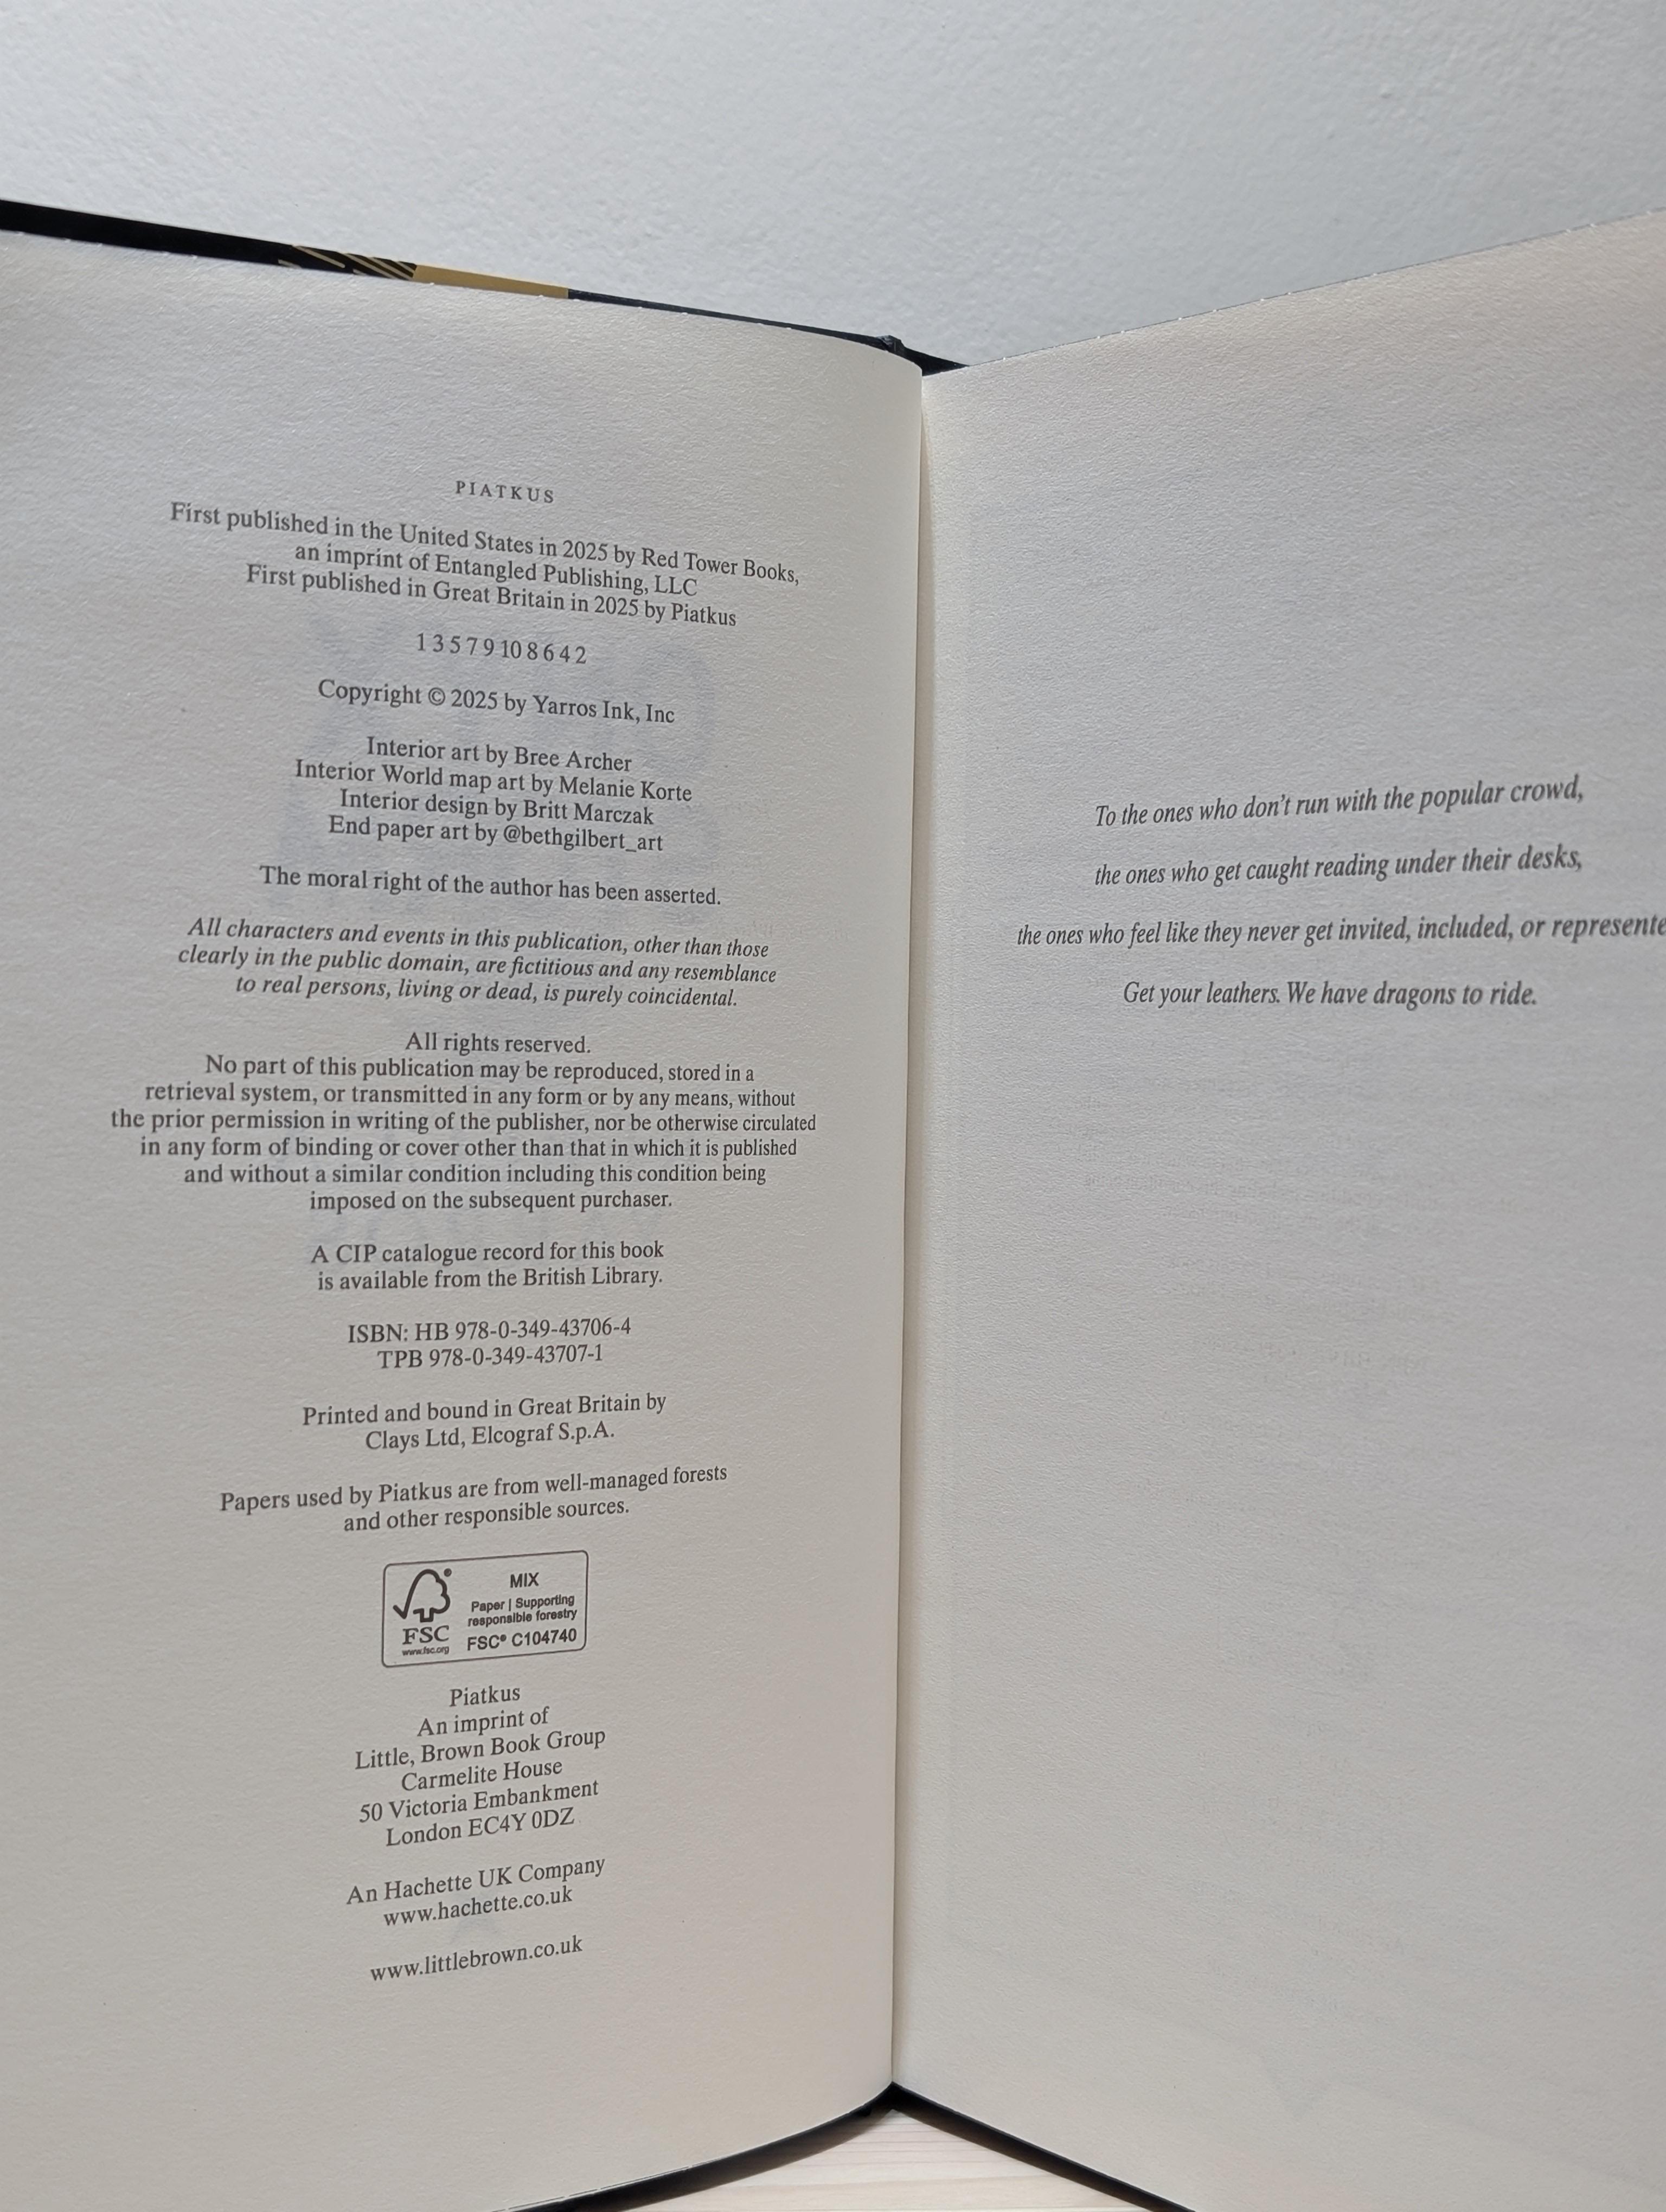 PIATKUS
First published in the United States in 2025 by Red Tower Books,
an imprint of Entangled Publishing, LLC
First published in Great Britain in 2025 by Piatkus
1 3 5 7 9 10 8 6 4 2
Copyright © 2025 by Yarros Ink, Inc
Interior art by Bree Archer
Interior World map art by Melanie Korte
Interior design by Britt Marczak
End paper art by @bethgilbert_art
The moral right of the author has been asserted.
All characters and events in this publication, other than those
clearly in the public domain, are fictitious and any resemblance
to real persons, living or dead, is purely coincidental.
All rights reserved.
No part of this publication may be reproduced, stored in a
retrieval system, or transmitted in any form or by any means, without
the prior permission in writing of the publisher, nor be otherwise circulated
in any form of binding or cover other than that in which it is published
and without a similar condition including this condition being
imposed on the subsequent purchaser.
A CIP catalogue record for this book
is available from the British Library.
ISBN: HB 978-0-349-43706-4
TPB 978-0-349-43707-1
Printed and bound in Great Britain by
Clays Ltd, Elcograf S.p.A.
Papers used by Piatkus are from well-managed forests
and other responsible sources.
MIX
Paper | Supporting
responsible forestry
FSC® C104740
FSC
www.fsc.org
Piatkus
An imprint of
Little, Brown Book Group
Carmelite House
50 Victoria Embankment
London EC4Y 0DZ
An Hachette UK Company
www.hachette.co.uk
www.littlebrown.co.uk
To the ones who don't run with the popular crowd,
the ones who get caught reading under their desks,
the ones who feel like they never get invited, included, or represente
Get your leathers. We have dragons to ride.